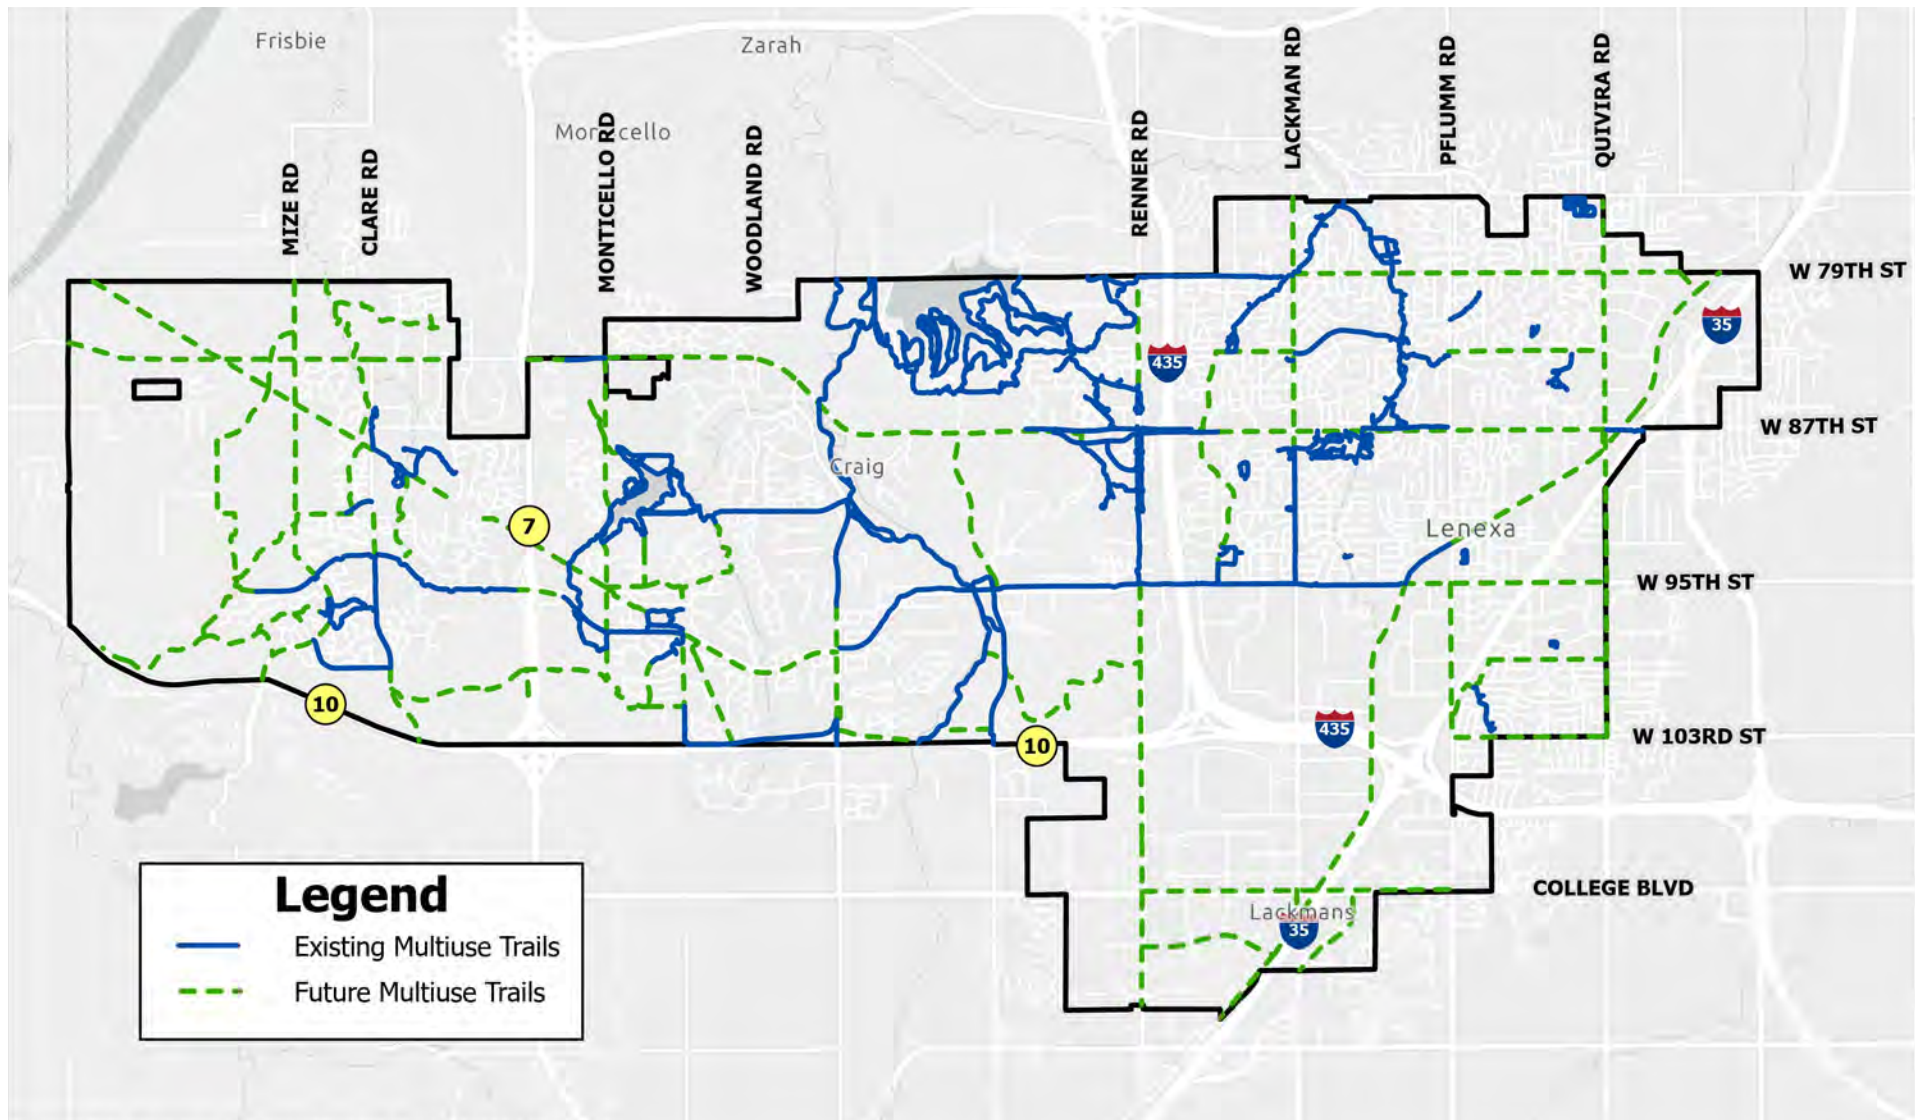 Frisbie
Zarah
Monticello
MIZE RD
CLARE RD
MONTICELLO RD
WOODLAND RD
RENNER RD
LACKMAN RD
PFLUMM RD
QUIVIRA RD
W 79TH ST
35
435
W 87TH ST
Craig
7
Lenexa
W 95TH ST
10
435
W 103RD ST
10
COLLEGE BLVD
Lackmans
35
Legend
Existing Multiuse Trails
Future Multiuse Trails